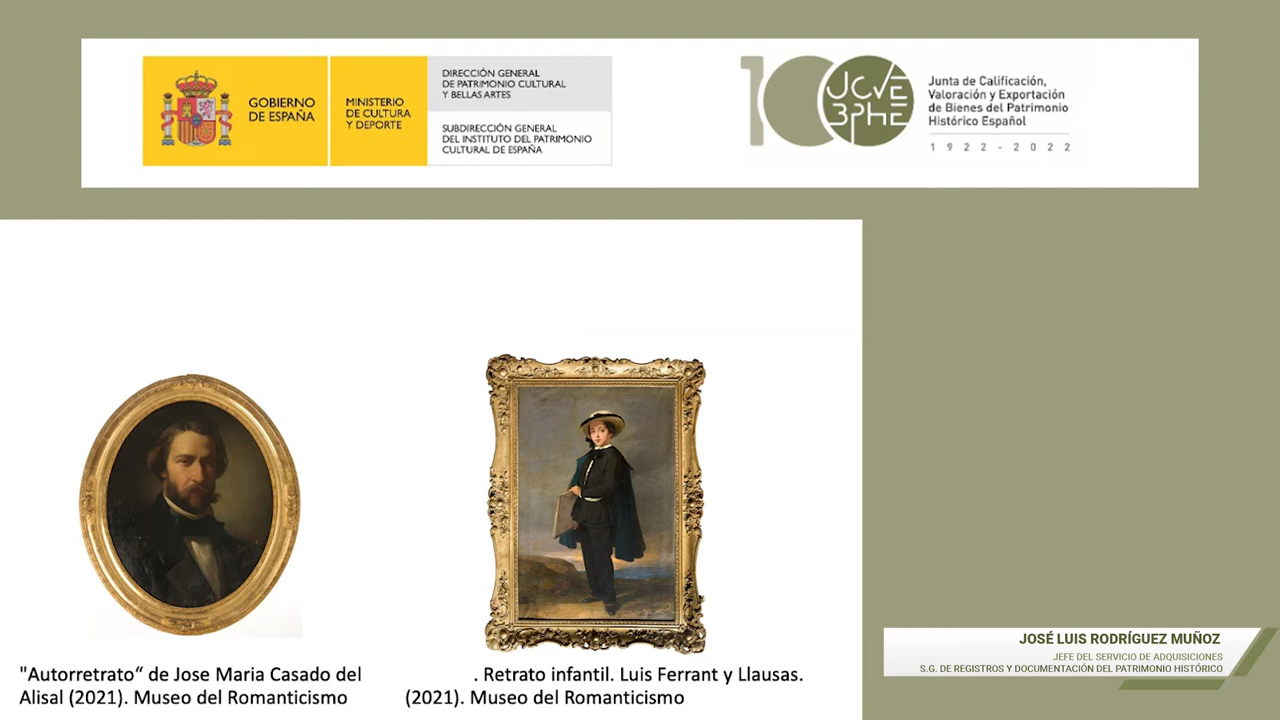 GOBIERNO
DE ESPAÑA
MINISTERIO
DE CULTURA
Y DEPORTE
DIRECCIÓN GENERAL
DE PATRIMONIO CULTURAL
Y BELLAS ARTES
SUBDIRECCIÓN GENERAL
DEL INSTITUTO DEL PATRIMONIO
CULTURAL DE ESPAÑA
100
JCVE
BPHE
Junta de Calificación,
Valoración y Exportación
de Bienes del Patrimonio
Histórico Español
1922-2022
"Autorretrato“ de Jose Maria Casado del
Alisal (2021). Museo del Romanticismo
. Retrato infantil. Luis Ferrant y Llausas.
(2021). Museo del Romanticismo
JOSÉ LUIS RODRÍGUEZ MUÑOZ
JEFE DEL SERVICIO DE ADQUISICIONES
S.G. DE REGISTROS Y DOCUMENTACIÓN DEL PATRIMONIO HISTÓRICO